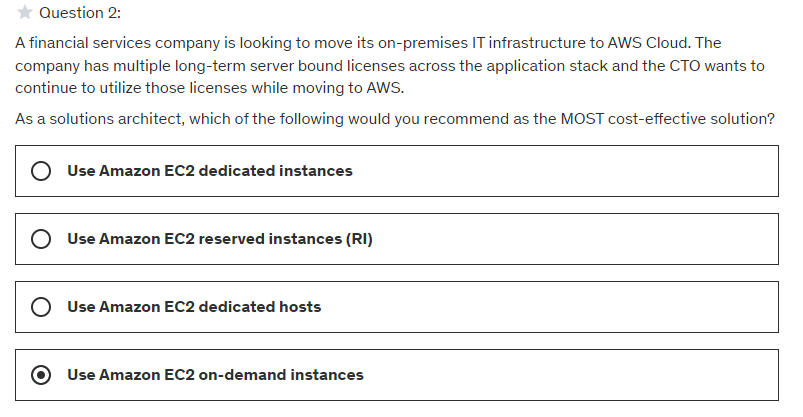 Question 2:
A financial services company is looking to move its on-premises IT infrastructure to AWS Cloud. The
company has multiple long-term server bound licenses across the application stack and the CTO wants to
continue to utilize those licenses while moving to AWS.
As a solutions architect, which of the following would you recommend as the MOST cost-effective solution?
Use Amazon EC2 dedicated instances
Use Amazon EC2 reserved instances (RI)
Use Amazon EC2 dedicated hosts
Use Amazon EC2 on-demand instances